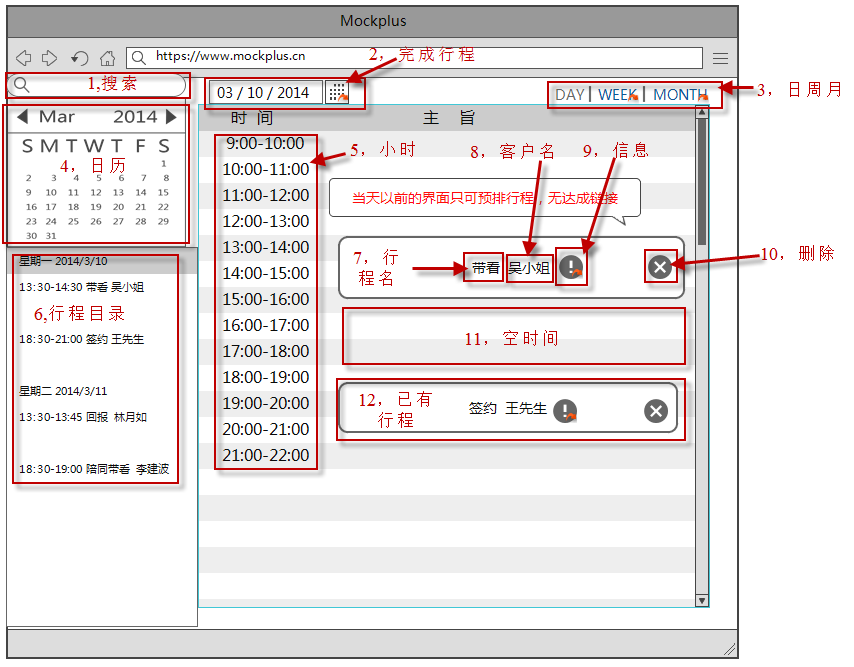 Mockplus
https://www.mockplus.cn
2，完成行程
1,搜索
03 / 10 / 2014
DAY | WEEK | MONTH
3，日周月
Mar 2014
S M T W T F S
4，日历
1
2 3 4 5 6 7 8
9 10 11 12 13 14 15
16 17 18 19 20 21 22
23 24 25 26 27 28 29
30 31
时 间 主 旨
9:00-10:00
10:00-11:00
11:00-12:00
12:00-13:00
13:00-14:00
14:00-15:00
15:00-16:00
16:00-17:00
17:00-18:00
18:00-19:00
19:00-20:00
20:00-21:00
21:00-22:00
5，小时
8，客户名
9，信息
当天以前的界面只可预排行程，无达成链接
7，行
程名
带看 吴小姐
10，删除
11，空时间
12，已有
行程
签约 王先生
星期一 2014/3/10
13:30-14:30 带看 吴小姐
6,行程目录
18:30-21:00 签约 王先生
星期二 2014/3/11
13:30-13:45 回报 林月如
18:30-19:00 陪同带看 李建波